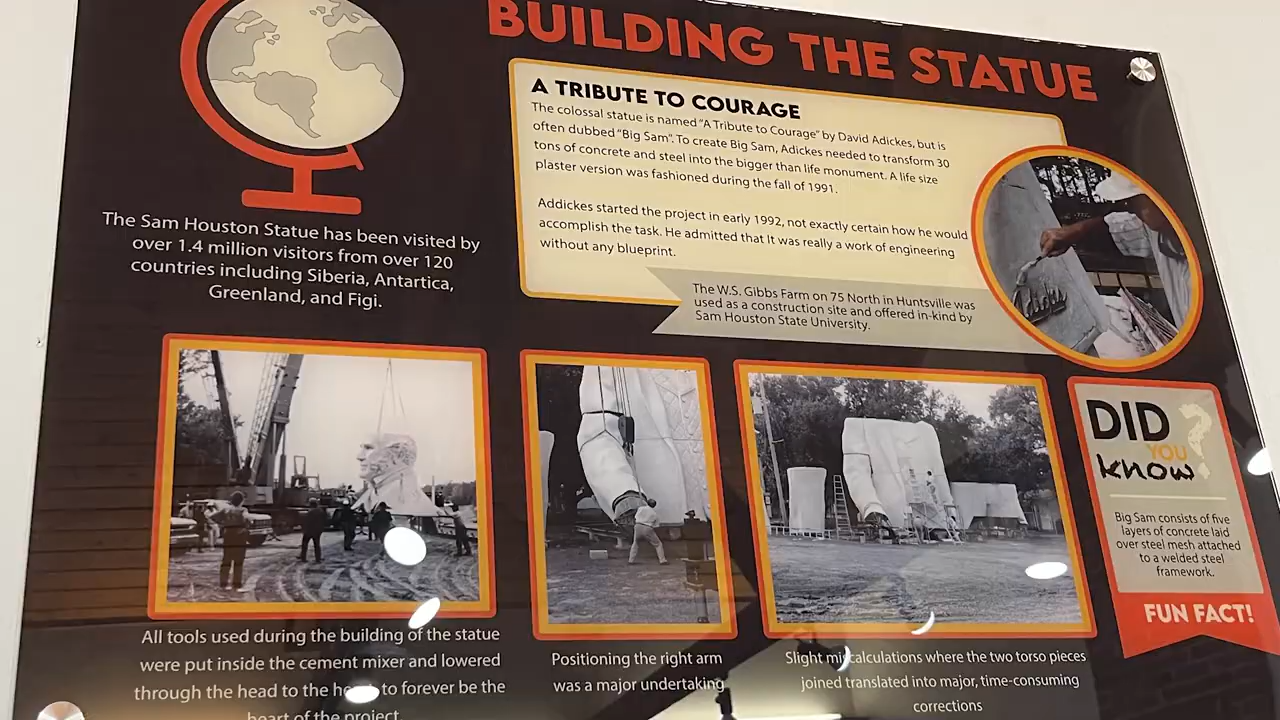 BUILDING THE STATUE
A TRIBUTE TO COURAGE
The colossal statue is named "A Tribute to Courage" by David Adickes, but is
often dubbed "Big Sam". To create Big Sam, Adickes needed to transform 30
tons of concrete and steel into the bigger than life monument. A life size
plaster version was fashioned during the fall of 1991.
Addickes started the project in early 1992, not exactly certain how he would
accomplish the task. He admitted that It was really a work of engineering
without any blueprint.
The W.S. Gibbs Farm on 75 North in Huntsville was
used as a construction site and offered in-kind by
Sam Houston State University.
The Sam Houston Statue has been visited by
over 1.4 million visitors from over 120
countries including Siberia, Antartica,
Greenland, and Figi.
All tools used during the building of the statue
were put inside the cement mixer and lowered
through the head to the to forever be the
heart of the project
Positioning the right arm
was a major undertaking
Slight miscalculations where the two torso pieces
joined translated into major, time-consuming
corrections
DID
YOU
know
?
Big Sam consists of five
layers of concrete laid
over steel mesh attached
to a welded steel
framework.
FUN FACT!